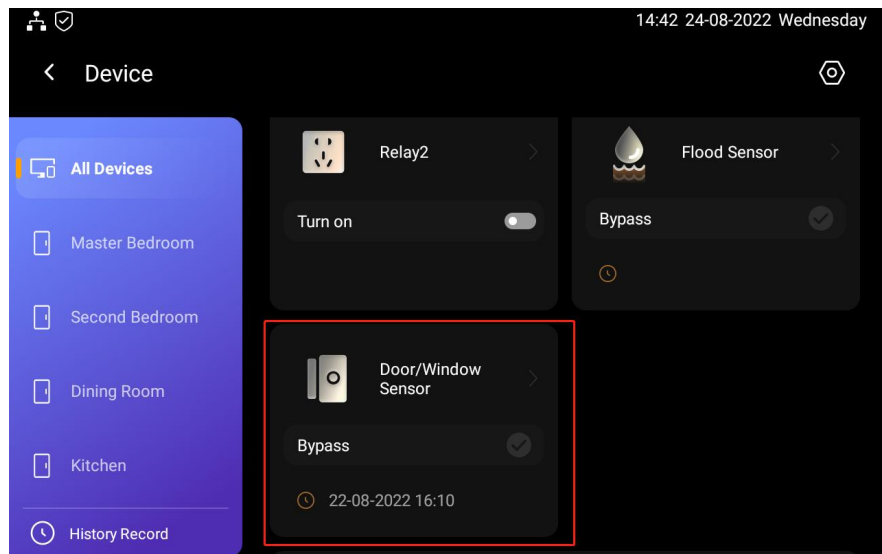 14:42 24-08-2022 Wednesday
Device
All Devices
Master Bedroom
Second Bedroom
Dining Room
Kitchen
History Record
Relay2
Turn on
Flood Sensor
Bypass
Door/Window
Sensor
Bypass
22-08-2022 16:10